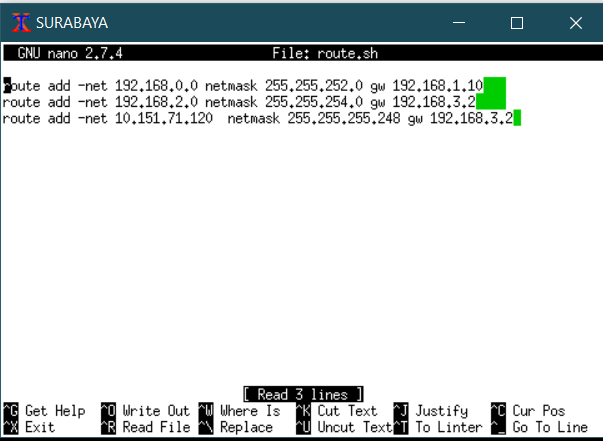 SURABAYA
GNU nano 2.7.4 File: route.sh
route add -net 192.168.0.0 netmask 255.255.252.0 gw 192.168.1.10
route add -net 192.168.2.0 netmask 255.255.254.0 gw 192.168.3.2
route add -net 10.151.71.120 netmask 255.255.255.248 gw 192.168.3.2
[ Read 3 lines ]
^G Get Help ^O Write Out ^W Where Is ^K Cut Text ^J Justify ^C Cur Pos
^X Exit ^R Read File ^\ Replace ^U Uncut Text ^T To Linter ^_ Go To Line